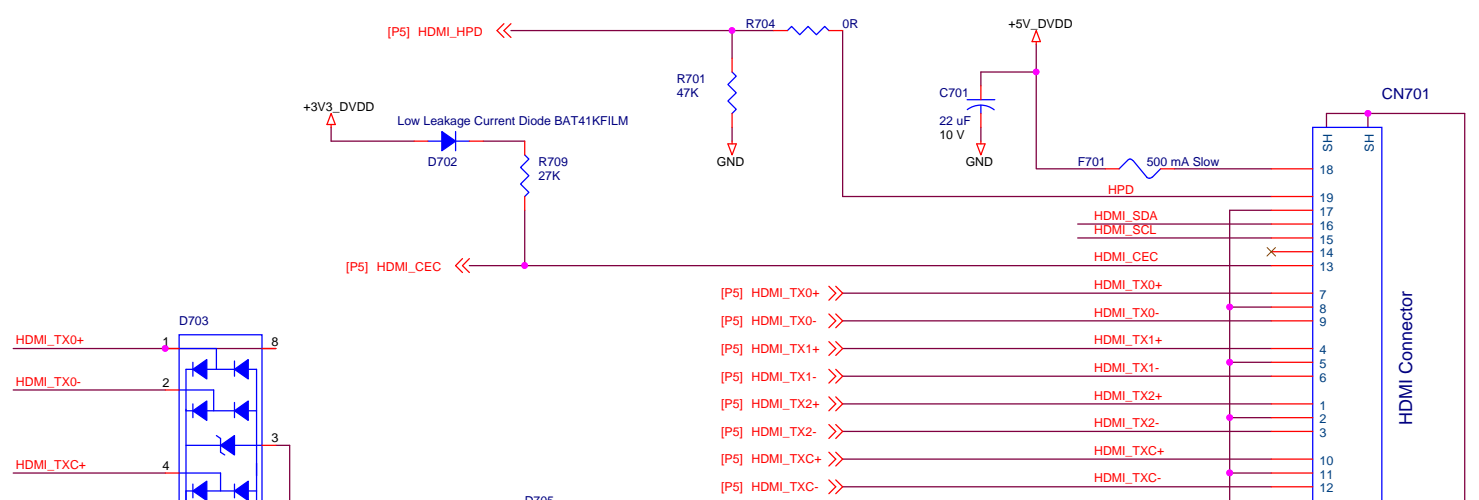 [P5] HDMI_HPD
R704
0R
+5V_DVDD
R701
47K
C701
22 uF
10 V
CN701
+3V3_DVDD
Low Leakage Current Diode BAT41KFILM
D702
R709
27K
GND
GND
F701
500 mA Slow
SH
SH
18
HPD
19
17
HDMI_SDA
16
HDMI_SCL
15
14
[P5] HDMI_CEC
HDMI_CEC
13
[P5] HDMI_TX0+
HDMI_TX0+
7
8
[P5] HDMI_TX0-
HDMI_TX0-
9
[P5] HDMI_TX1+
HDMI_TX1+
4
5
[P5] HDMI_TX1-
HDMI_TX1-
6
[P5] HDMI_TX2+
HDMI_TX2+
1
2
[P5] HDMI_TX2-
HDMI_TX2-
3
[P5] HDMI_TXC+
HDMI_TXC+
10
11
[P5] HDMI_TXC-
HDMI_TXC-
12
HDMI Connector
D703
HDMI_TX0+
1
8
HDMI_TX0-
2
3
HDMI_TXC+
4
D705